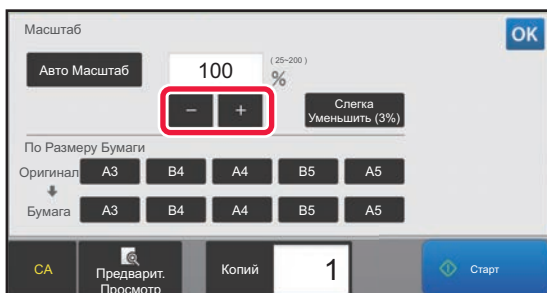 Масштаб
OK
Авто Масштаб
100
(25~200)
%
−
+
Слегка
Уменьшить (3%)
По Размеру Бумаги
Оригинал A3 B4 A4 B5 A5
Бумага A3 B4 A4 B5 A5
CA
Предварит.
Просмотр
Копий
1
Старт